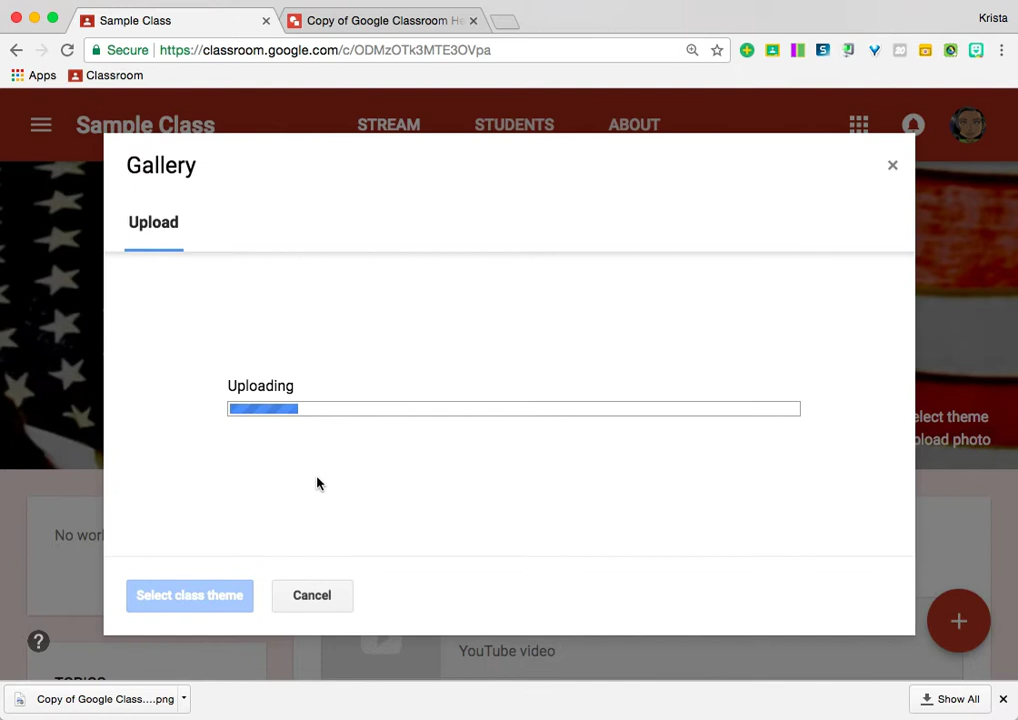 Sample Class
Copy of Google Classroom He
Krista
Secure
https://classroom.google.com/c/ODMzOTk3MTE3OVpa
20
Apps
Classroom
Sample Class
STREAM
STUDENTS
ABOUT
Gallery
Upload
Uploading
elect theme
pload photo
No wor
Select class theme
Cancel
YouTube video
Copy of Google Class....png
Show All